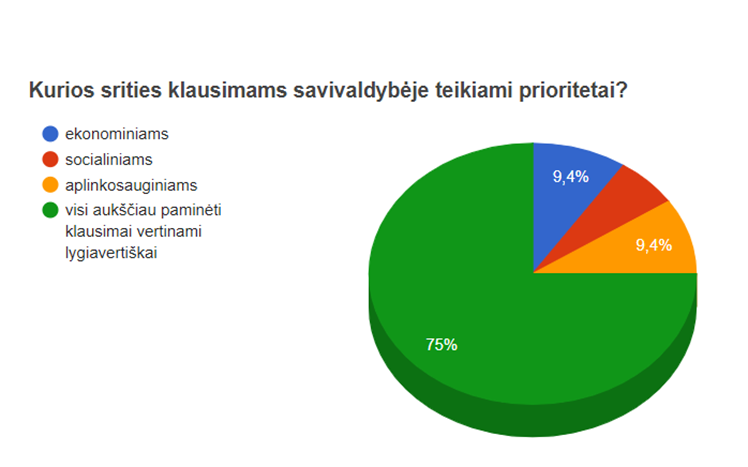 Kurios srities klausimams savivaldybėje teikiami prioritetai?
ekonominiams
socialiniams
aplinkosauginiams
visi aukščiau paminėti
klausimai vertinami
lygiavertiškai
9,4%
9,4%
75%